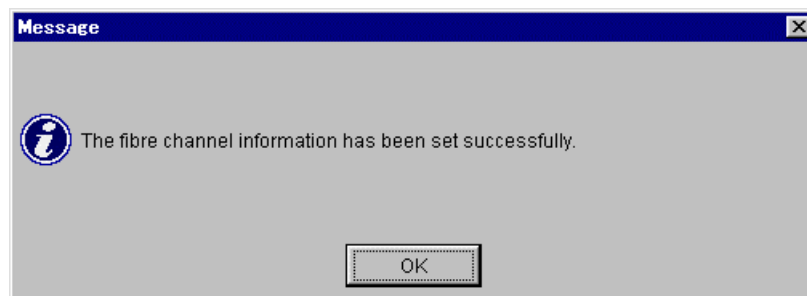 Message
The fibre channel information has been set successfully.
OK